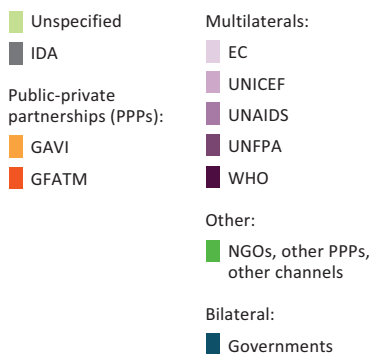 Unspecified
IDA
Public-private
partnerships (PPPs):
GAVI
GFATM
Multilaterals:
EC
UNICEF
UNAIDS
UNFPA
WHO
Other:
NGOs, other PPPs,
other channels
Bilateral:
Governments